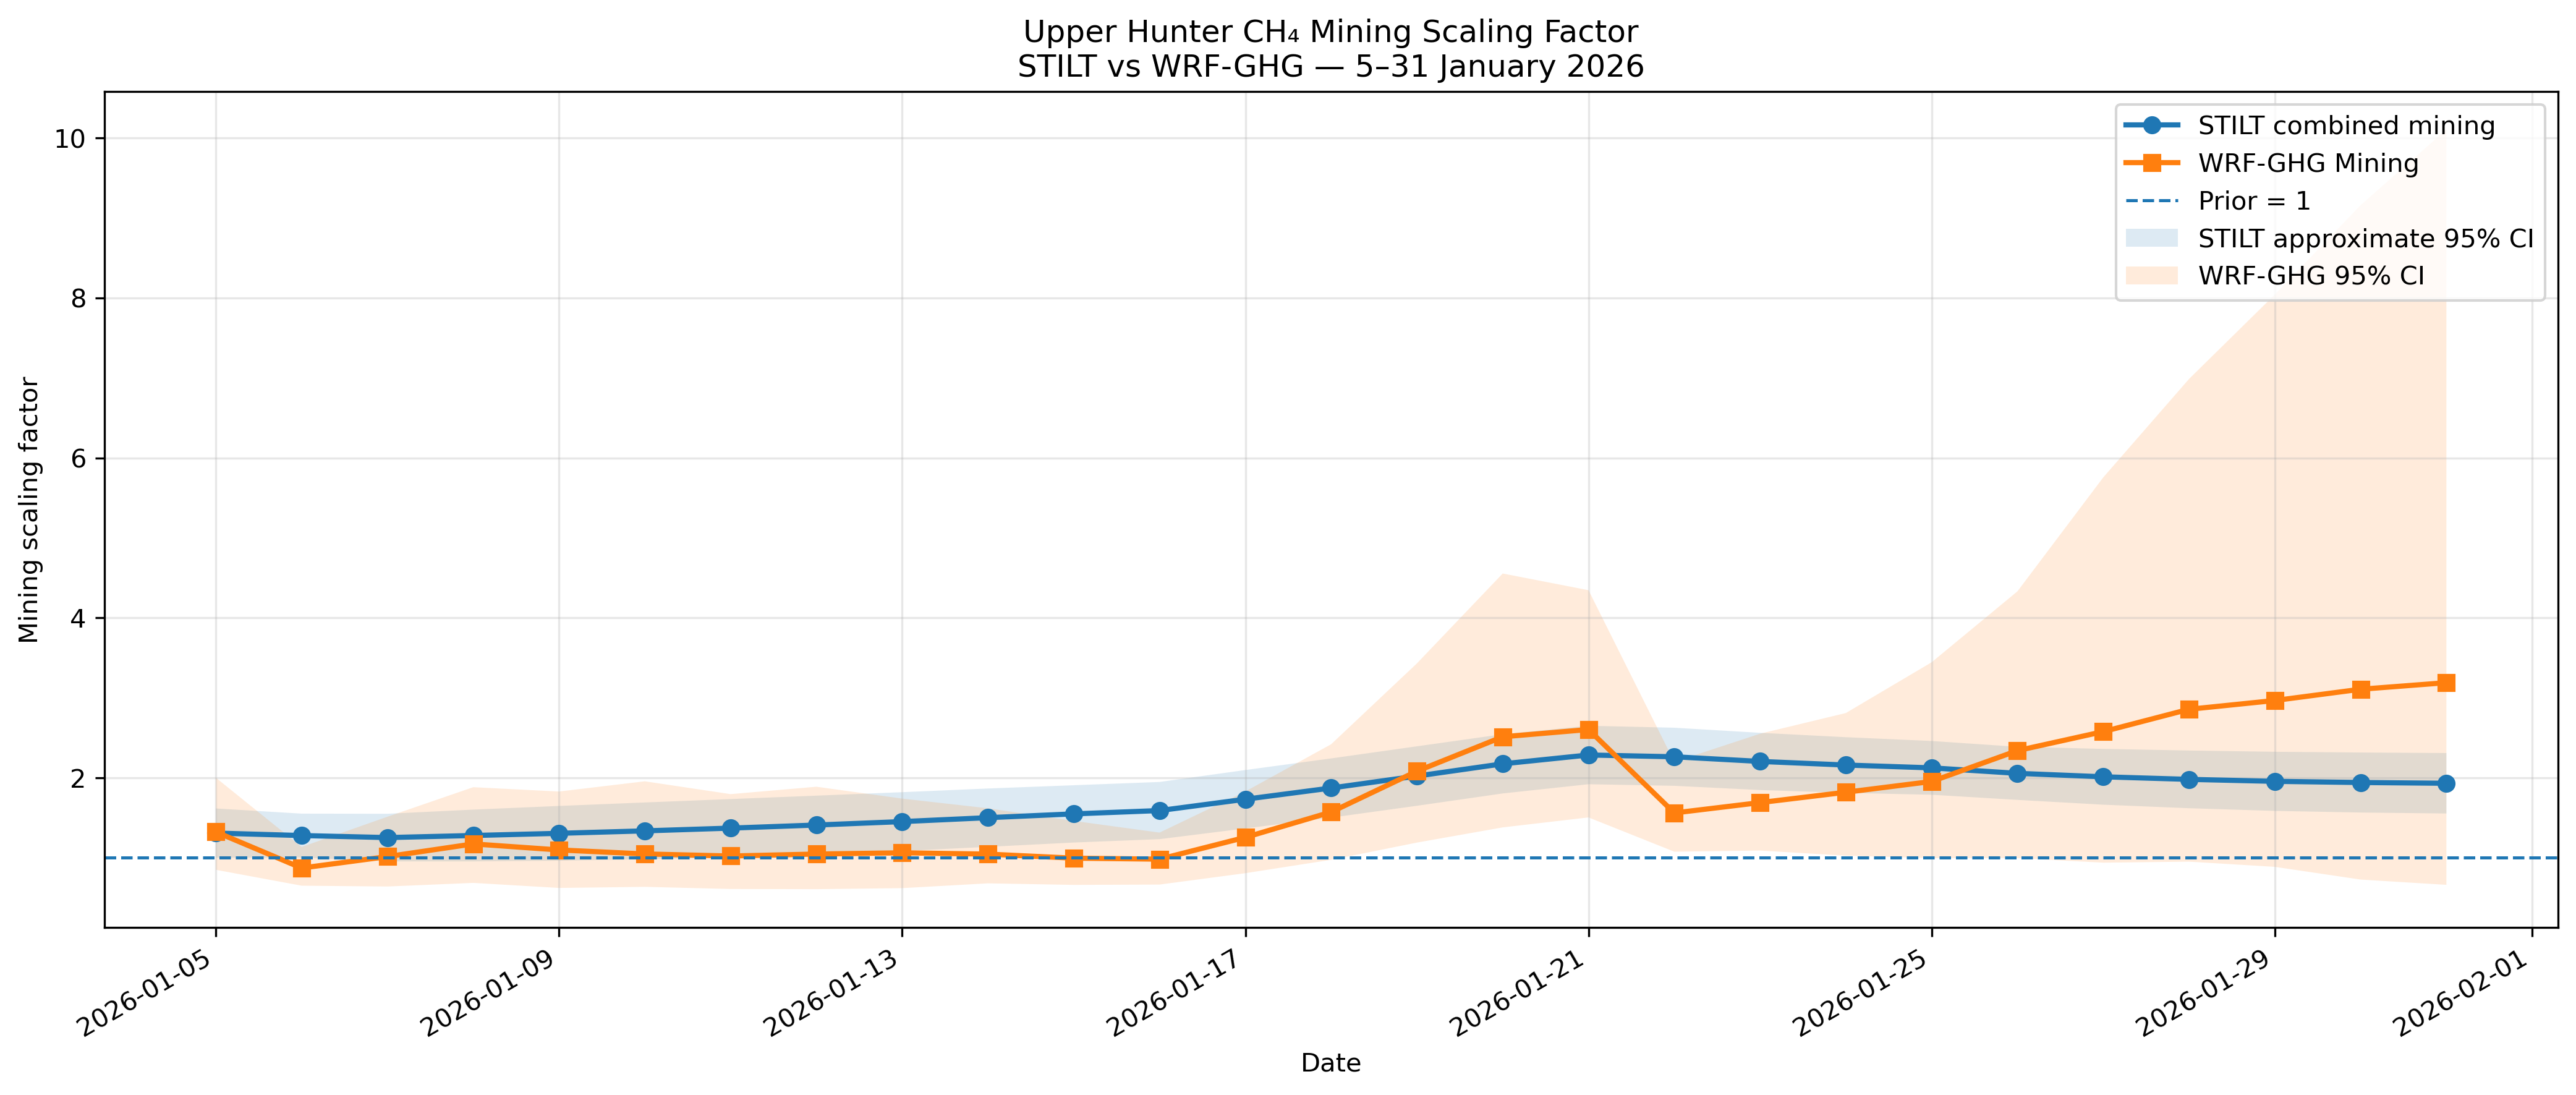 Upper Hunter CH₄ Mining Scaling Factor
STILT vs WRF-GHG — 5–31 January 2026
STILT combined mining
WRF-GHG Mining
Prior = 1
STILT approximate 95% CI
WRF-GHG 95% CI
Mining scaling factor
10
8
6
4
2
2026-01-05
2026-01-09
2026-01-13
2026-01-17
2026-01-21
2026-01-25
2026-01-29
2026-02-01
Date